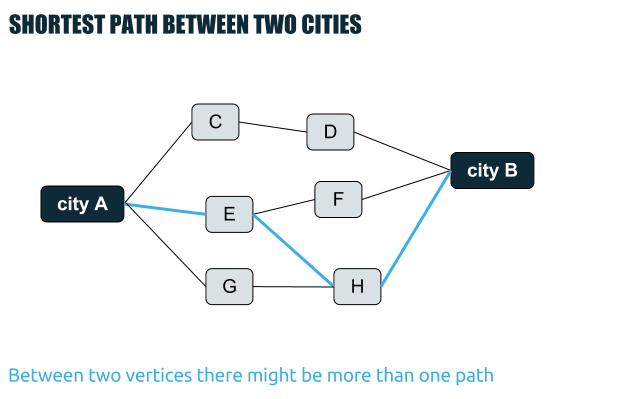 SHORTEST PATH BETWEEN TWO CITIES
C
D
city B
city A
E
F
G
H
Between two vertices there might be more than one path